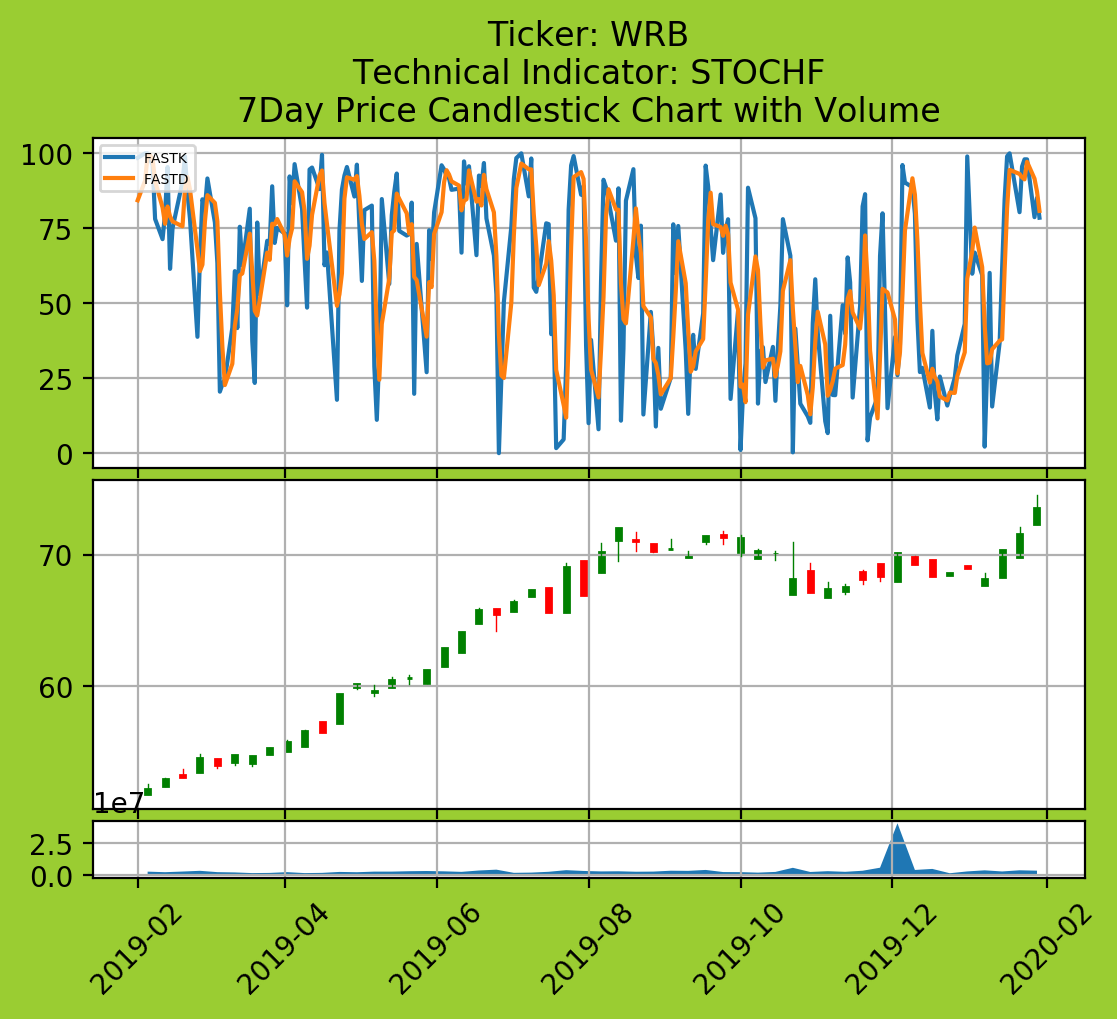 Ticker: WRB
Technical Indicator: STOCHF
7Day Price Candlestick Chart with Volume
100
FASTK
FASTD
75
50
25
0
70
60
1e7
2.5
0.0
2019-02
2019-04
2019-06
2019-08
2019-10
2019-12
2020-02